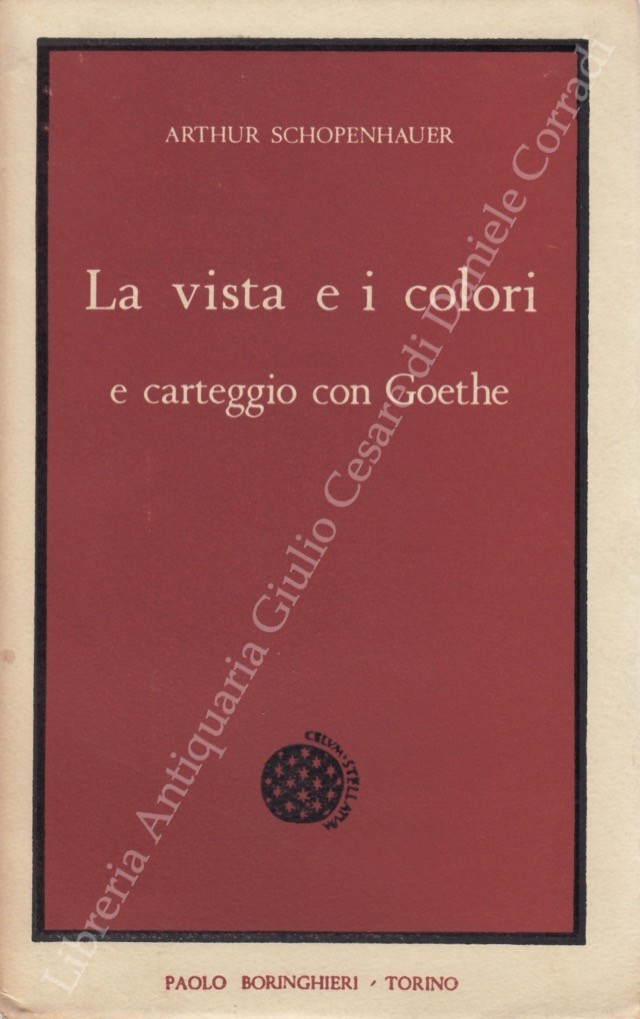 ARTHUR SCHOPENHAUER
La vista e i colori
e carteggio con Goethe
CELVM·STELLATVM
PAOLO BORINGHIERI - TORINO
Libreria Antiquaria Giulio Cesare di Daniele Corradi